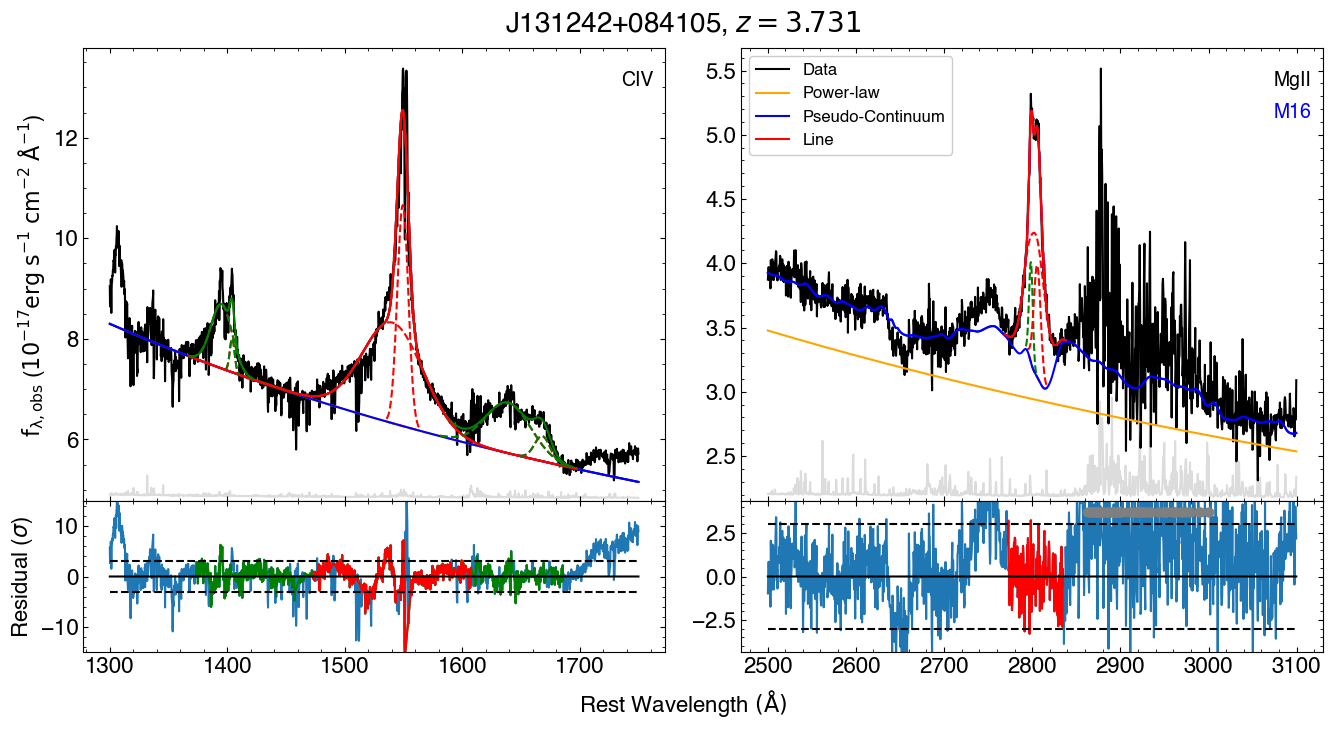 J131242+084105, z = 3.731
CIV
f_λ,obs (10⁻¹⁷erg s⁻¹ cm⁻² Å⁻¹)
12
10
8
6
Data
Power-law
Pseudo-Continuum
Line
MgII
M16
5.5
5.0
4.5
4.0
3.5
3.0
2.5
Residual (σ)
10
0
−10
1300 1400 1500 1600 1700
2.5
0.0
−2.5
2500 2600 2700 2800 2900 3000 3100
Rest Wavelength (Å)